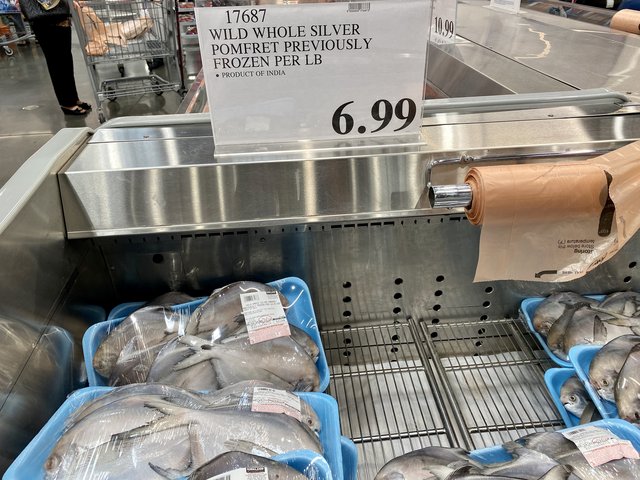 17687
WILD WHOLE SILVER
POMFRET PREVIOUSLY
FROZEN PER LB
• PRODUCT OF INDIA
6.99
10.99